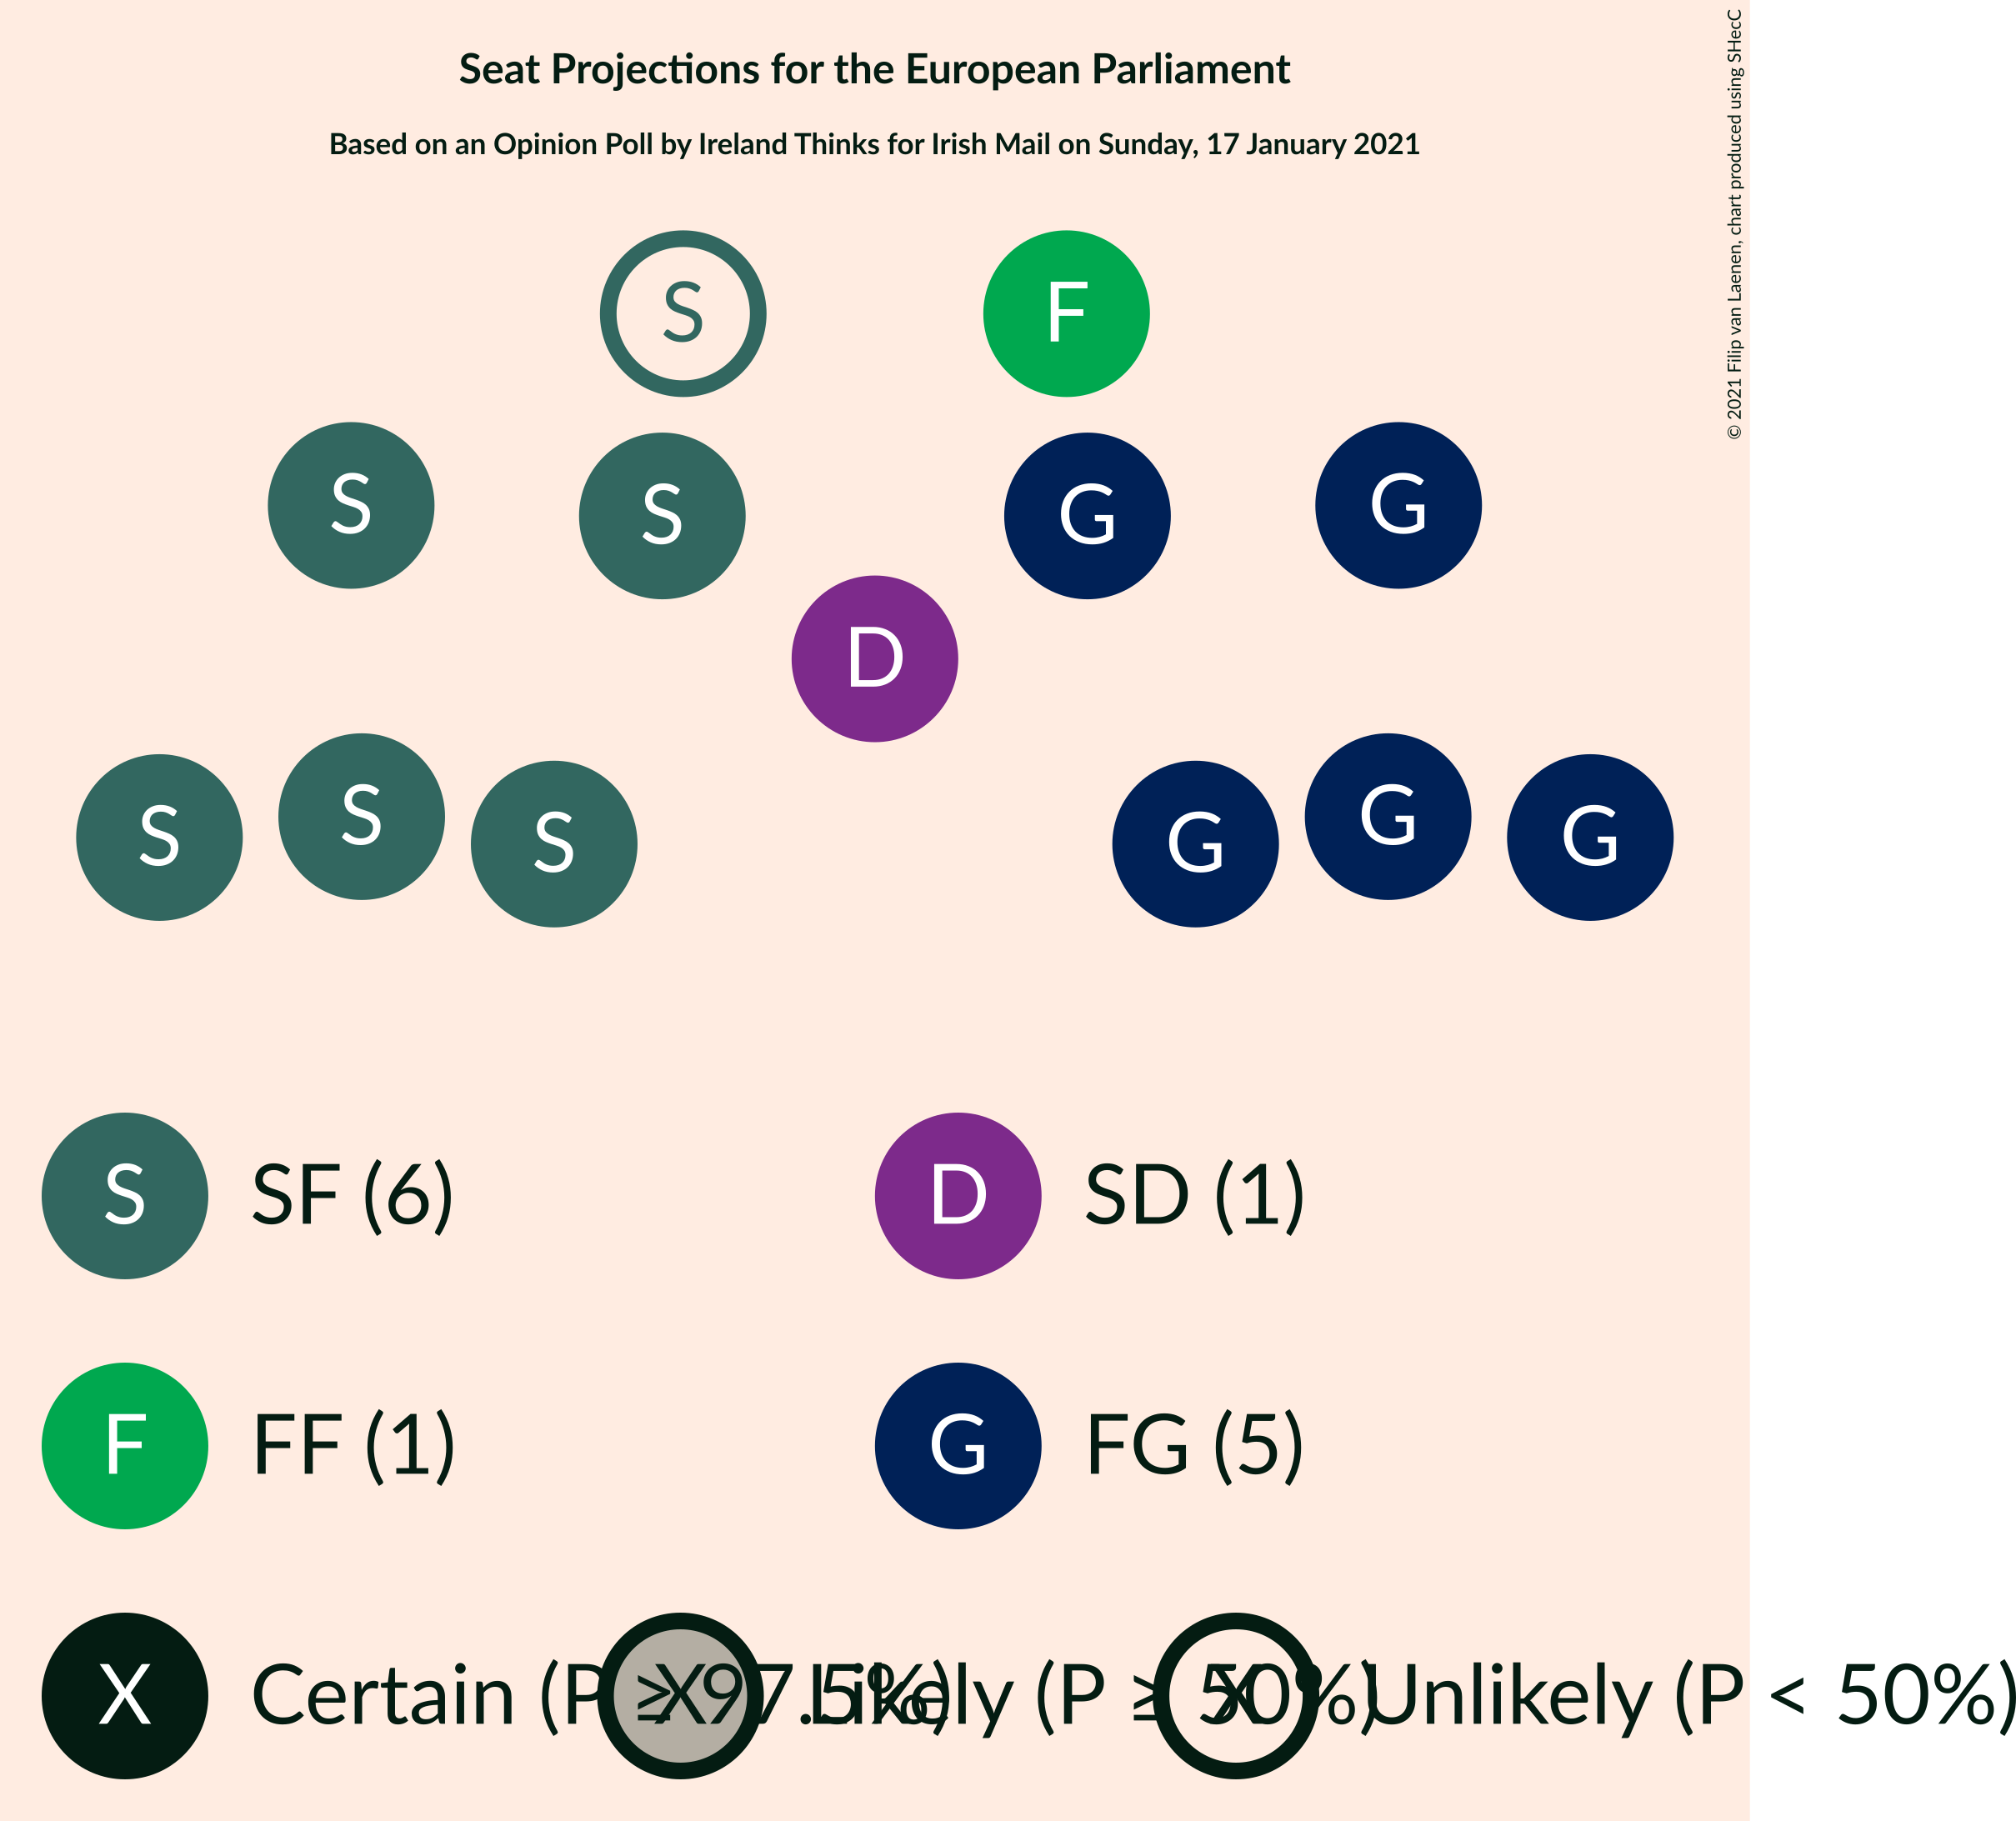 Seat Projections for the European Parliament
Based on an Opinion Poll by Ireland Thinks for Irish Mail on Sunday, 17 January 2021
© 2021 Filip van Laenen, chart produced using SHecC
S F
S S G G
D
S S S G G G
S SF (6) D SD (1)
F FF (1) G FG (5)
X Certain (P ≥ 97.5%) X Likely (P ≥ 50%) X Unlikely (P < 50%)